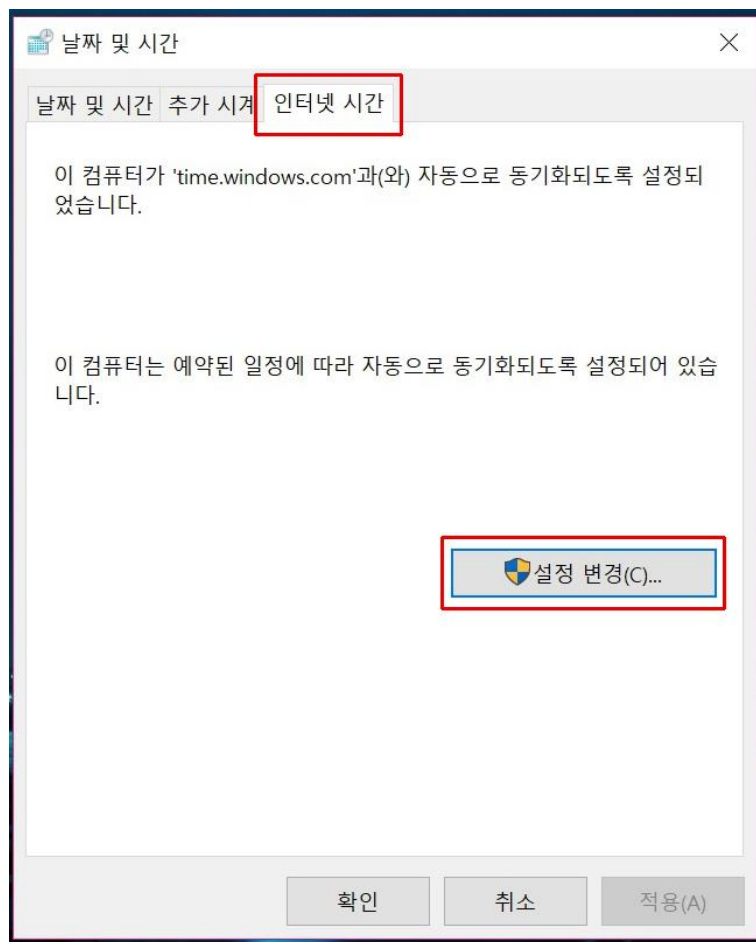 날짜 및 시간
날짜 및 시간 추가 시계 인터넷 시간
이 컴퓨터가 'time.windows.com'과(와) 자동으로 동기화되도록 설정되
었습니다.
이 컴퓨터는 예약된 일정에 따라 자동으로 동기화되도록 설정되어 있습
니다.
설정 변경(C)...
확인 취소 적용(A)